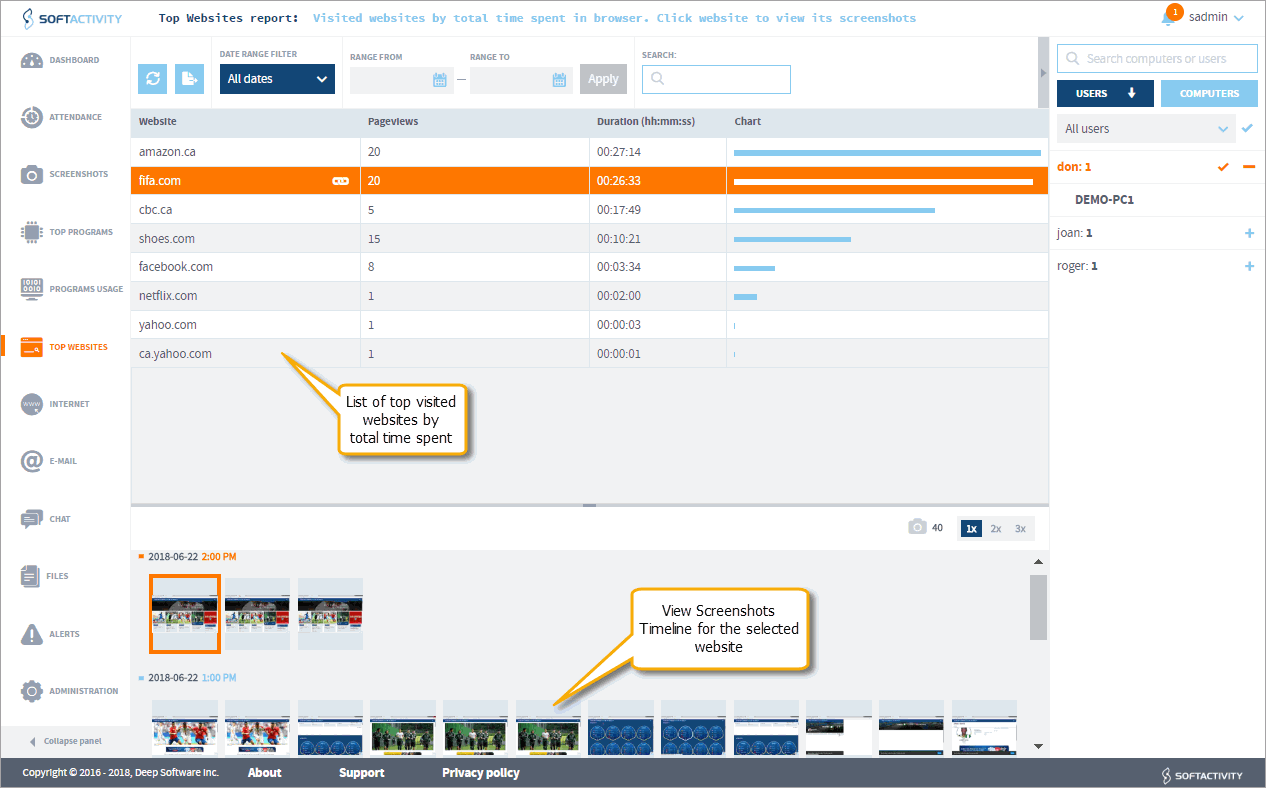 SOFTACTIVITY
Top Websites report: Visited websites by total time spent in browser. Click website to view its screenshots
1
sadmin
DASHBOARD
ATTENDANCE
SCREENSHOTS
TOP PROGRAMS
PROGRAMS USAGE
TOP WEBSITES
INTERNET
E-MAIL
CHAT
FILES
ALERTS
ADMINISTRATION
Collapse panel
DATE RANGE FILTER
All dates
RANGE FROM
RANGE TO
Apply
SEARCH:
Website Pageviews Duration (hh:mm:ss) Chart
amazon.ca 20 00:27:14
fifa.com 20 00:26:33
cbc.ca 5 00:17:49
shoes.com 15 00:10:21
facebook.com 8 00:03:34
netflix.com 1 00:02:00
yahoo.com 1 00:00:03
ca.yahoo.com 1 00:00:01
List of top visited
websites by
total time spent
40 1x 2x 3x
2018-06-22 2:00 PM
View Screenshots
Timeline for the selected
website
2018-06-22 1:00 PM
Search computers or users
USERS
COMPUTERS
All users
don: 1
DEMO-PC1
joan: 1
roger: 1
Copyright © 2016 - 2018, Deep Software Inc. About Support Privacy policy
SOFTACTIVITY